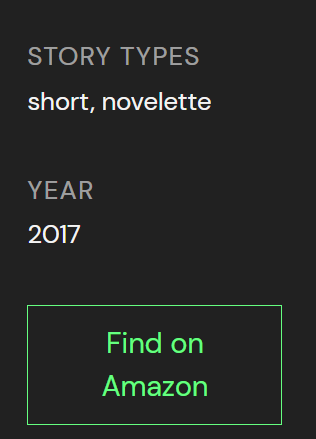 STORY TYPES
short, novelette
YEAR
2017
Find on
Amazon